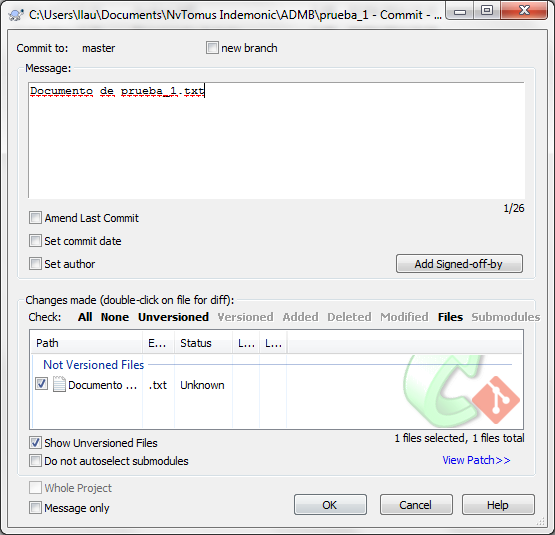 C:\Users\llau\Documents\NvTomus Indemonic\ADMB\prueba_1 - Commit - ...
Commit to: master new branch
Message:
Documento de prueba_1.txt
1/26
Amend Last Commit
Set commit date
Set author
Add Signed-off-by
Changes made (double-click on file for diff):
Check: All None Unversioned Versioned Added Deleted Modified Files Submodules
Path E... Status L... L...
Not Versioned Files
Documento ... .txt Unknown
Show Unversioned Files
1 files selected, 1 files total
Do not autoselect submodules
View Patch>>
Whole Project
Message only
OK
Cancel
Help